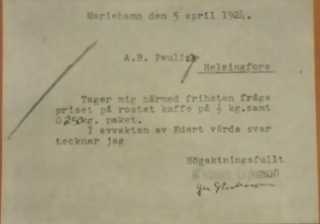 Mariehamn den 5 april 1924.
A.B. Paulig
Helsingfors
Tager mig härmed friheten fråga
priset på rostat kaffe på ½ kg. samt
0,250kg. paket.
I avvaktan av Edert värda svar
tecknar jag
Högaktningsfullt